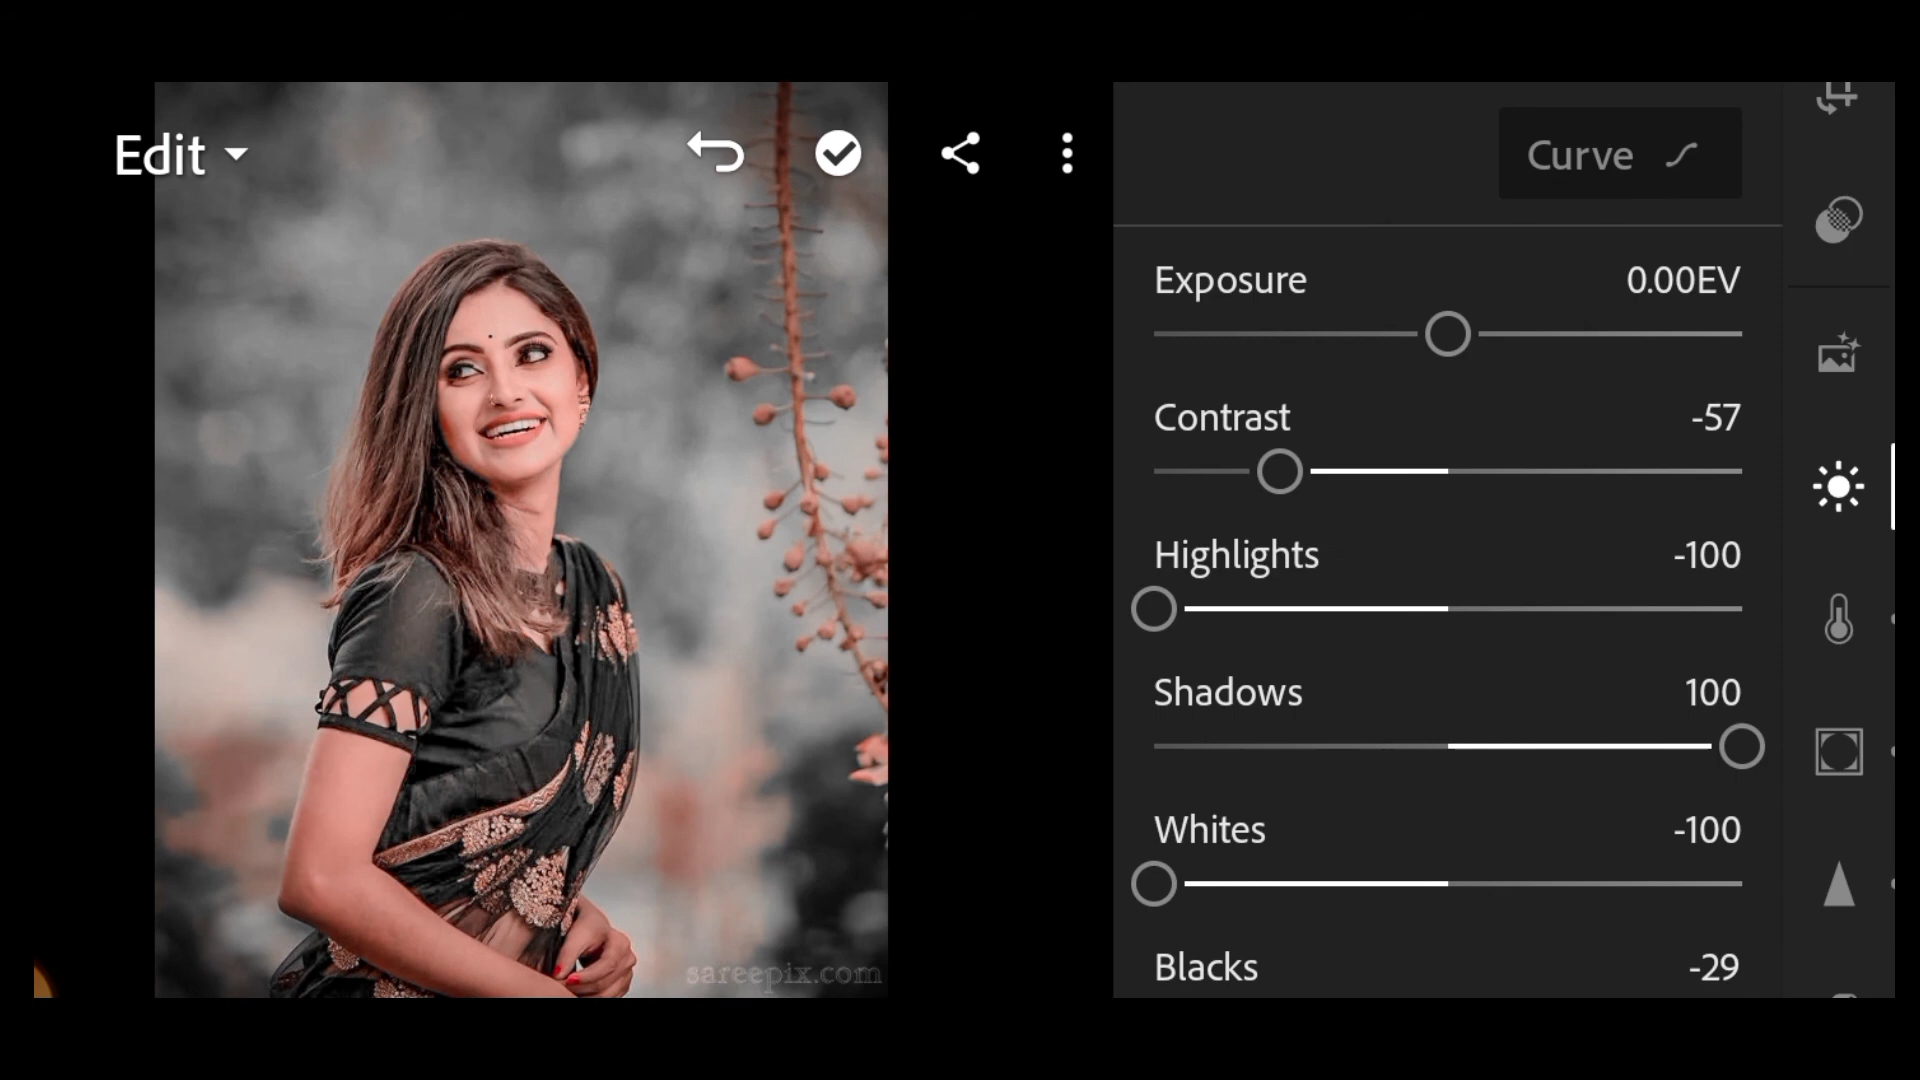 Edit
Curve
Exposure 0.00EV
Contrast -57
Highlights -100
Shadows 100
Whites -100
Blacks -29
sareepix.com